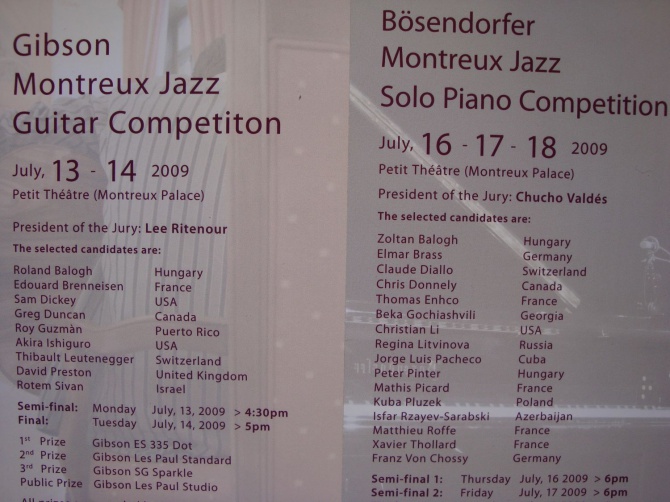 Gibson
Montreux Jazz
Guitar Competiton
July, 13 - 14 2009
Petit Théâtre (Montreux Palace)
President of the Jury: Lee Ritenour
The selected candidates are:
Roland Balogh Hungary
Edouard Brenneisen France
Sam Dickey USA
Greg Duncan Canada
Roy Guzmàn Puerto Rico
Akira Ishiguro USA
Thibault Leutenegger Switzerland
David Preston United Kingdom
Rotem Sivan Israel
Semi-final: Monday July, 13, 2009 > 4:30pm
Final: Tuesday July, 14, 2009 > 5pm
1st Prize Gibson ES 335 Dot
2nd Prize Gibson Les Paul Standard
3rd Prize Gibson SG Sparkle
Public Prize Gibson Les Paul Studio
Bösendorfer
Montreux Jazz
Solo Piano Competition
July, 16 - 17 - 18 2009
Petit Théâtre (Montreux Palace)
President of the Jury: Chucho Valdés
The selected candidates are:
Zoltan Balogh Hungary
Elmar Brass Germany
Claude Diallo Switzerland
Chris Donnely Canada
Thomas Enhco France
Beka Gochiashvili Georgia
Christian Li USA
Regina Litvinova Russia
Jorge Luis Pacheco Cuba
Peter Pinter Hungary
Mathis Picard France
Kuba Pluzek Poland
Isfar Rzayev-Sarabski Azerbaijan
Matthieu Roffe France
Xavier Thollard France
Franz Von Chossy Germany
Semi-final 1: Thursday July, 16 2009 > 6pm
Semi-final 2: Friday July, 17 2009 > 6pm